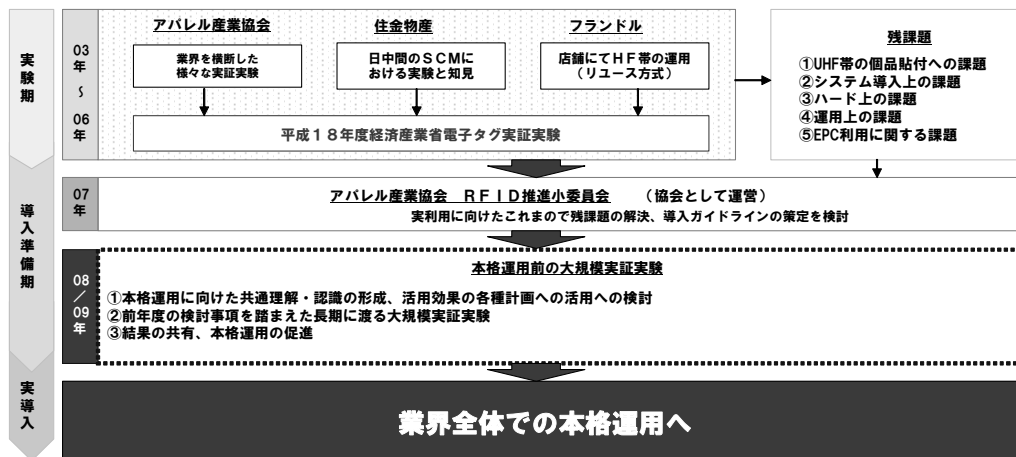 実験期
03年〜06年
アパレル産業協会
業界を横断した
様々な実証実験
住金物産
日中間のＳＣＭに
おける実験と知見
フランドル
店舗にてＨＦ帯の運用
（リユース方式）
平成１８年度経済産業省電子タグ実証実験
残課題
①UHF帯の個品貼付への課題
②システム導入上の課題
③ハード上の課題
④運用上の課題
⑤EPC利用に関する課題
導入準備期
07年
アパレル産業協会　ＲＦＩＤ推進小委員会　（協会として運営）
実利用に向けたこれまので残課題の解決、導入ガイドラインの策定を検討
08／09年
本格運用前の大規模実証実験
①本格運用に向けた共通理解・認識の形成、活用効果の各種計画への活用への検討
②前年度の検討事項を踏まえた長期に渡る大規模実証実験
③結果の共有、本格運用の促進
実導入
業界全体での本格運用へ